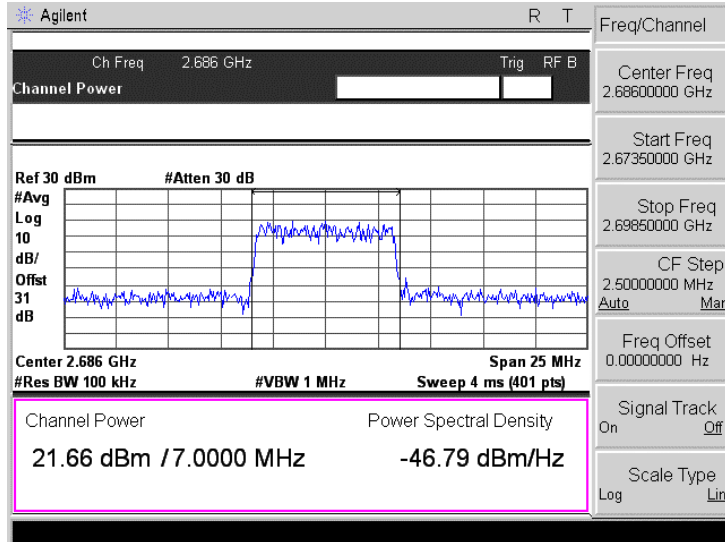 Agilent R T
Freq/Channel
Ch Freq 2.686 GHz Trig RF B
Channel Power
Center Freq
2.68600000 GHz
Start Freq
2.67350000 GHz
Stop Freq
2.69850000 GHz
CF Step
2.50000000 MHz
Auto Man
Freq Offset
0.00000000 Hz
Signal Track
On Off
Scale Type
Log Lin
Ref 30 dBm #Atten 30 dB
#Avg
Log
10
dB/
Offst
31
dB
Center 2.686 GHz Span 25 MHz
#Res BW 100 kHz #VBW 1 MHz Sweep 4 ms (401 pts)
Channel Power Power Spectral Density
21.66 dBm /7.0000 MHz -46.79 dBm/Hz